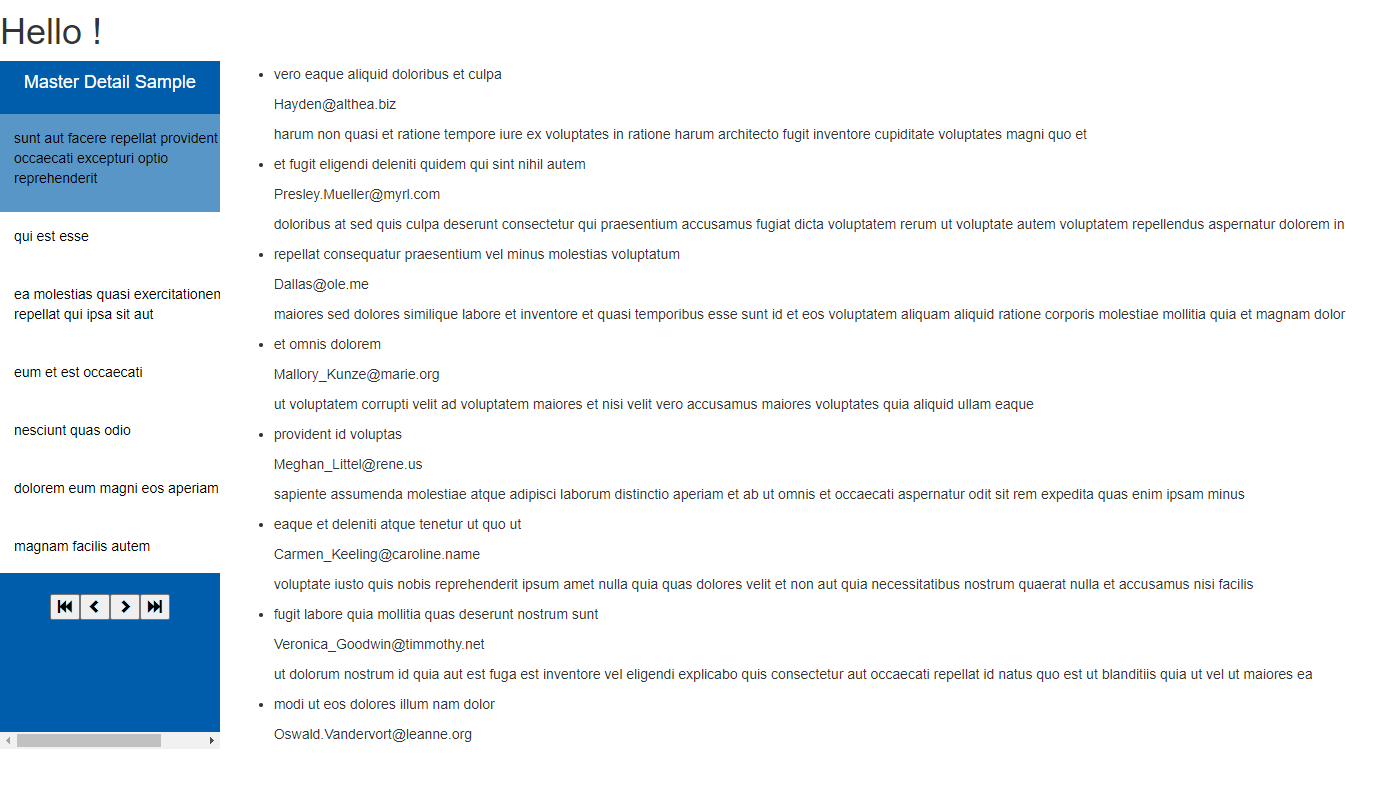 Hello !
Master Detail Sample
sunt aut facere repellat provident
occaecati excepturi optio
reprehenderit
qui est esse
ea molestias quasi exercitationem
repellat qui ipsa sit aut
eum et est occaecati
nesciunt quas odio
dolorem eum magni eos aperiam
magnam facilis autem
vero eaque aliquid doloribus et culpa
Hayden@althea.biz
harum non quasi et ratione tempore iure ex voluptates in ratione harum architecto fugit inventore cupiditate voluptates magni quo et
et fugit eligendi deleniti quidem qui sint nihil autem
Presley.Mueller@myrl.com
doloribus at sed quis culpa deserunt consectetur qui praesentium accusamus fugiat dicta voluptatem rerum ut voluptate autem voluptatem repellendus aspernatur dolorem in
repellat consequatur praesentium vel minus molestias voluptatum
Dallas@ole.me
maiores sed dolores similique labore et inventore et quasi temporibus esse sunt id et eos voluptatem aliquam aliquid ratione corporis molestiae mollitia quia et magnam dolor
et omnis dolorem
Mallory_Kunze@marie.org
ut voluptatem corrupti velit ad voluptatem maiores et nisi velit vero accusamus maiores voluptates quia aliquid ullam eaque
provident id voluptas
Meghan_Littel@rene.us
sapiente assumenda molestiae atque adipisci laborum distinctio aperiam et ab ut omnis et occaecati aspernatur odit sit rem expedita quas enim ipsam minus
eaque et deleniti atque tenetur ut quo ut
Carmen_Keeling@caroline.name
voluptate iusto quis nobis reprehenderit ipsum amet nulla quia quas dolores velit et non aut quia necessitatibus nostrum quaerat nulla et accusamus nisi facilis
fugit labore quia mollitia quas deserunt nostrum sunt
Veronica_Goodwin@timmothy.net
ut dolorum nostrum id quia aut est fuga est inventore vel eligendi explicabo quis consectetur aut occaecati repellat id natus quo est ut blanditiis quia ut vel ut maiores ea
modi ut eos dolores illum nam dolor
Oswald.Vandervort@leanne.org